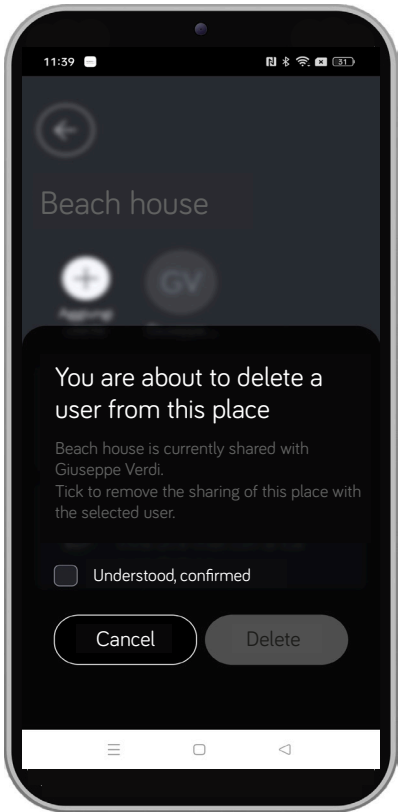 11:39
31
Beach house
GV
Aggiungi
You are about to delete a
user from this place
Beach house is currently shared with
Giuseppe Verdi.
Tick to remove the sharing of this place with
the selected user.
Understood, confirmed
Cancel
Delete